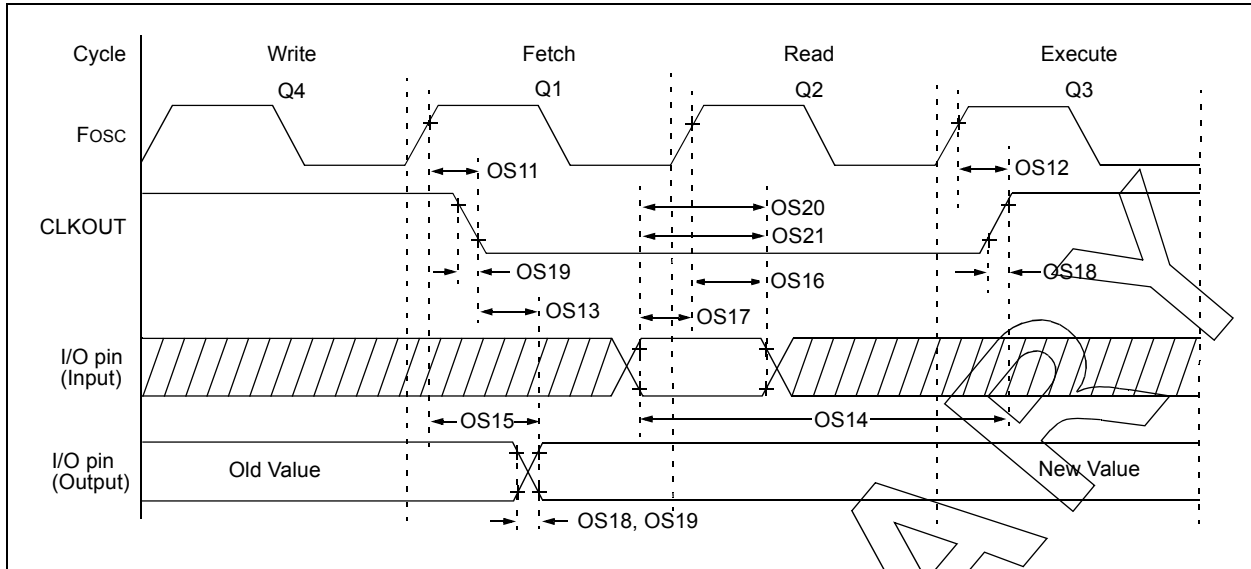 Cycle Write Fetch Read Execute
Q4 Q1 Q2 Q3
FOSC
OS11 OS12
CLKOUT
OS20
OS21
OS19 OS16 OS18
OS13 OS17
I/O pin
(Input)
OS15 OS14
I/O pin
(Output)
Old Value New Value
OS18, OS19
A R Y